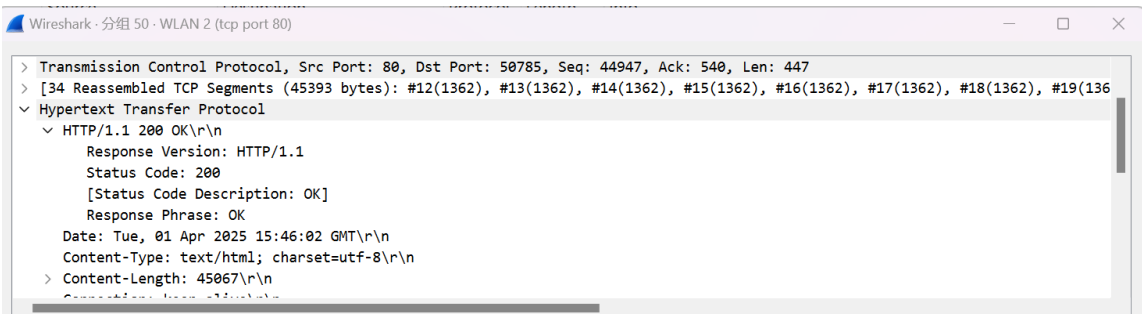 Wireshark · 分组 50 · WLAN 2 (tcp port 80)
Transmission Control Protocol, Src Port: 80, Dst Port: 50785, Seq: 44947, Ack: 540, Len: 447
[34 Reassembled TCP Segments (45393 bytes): #12(1362), #13(1362), #14(1362), #15(1362), #16(1362), #17(1362), #18(1362), #19(136
Hypertext Transfer Protocol
HTTP/1.1 200 OK\r\n
Response Version: HTTP/1.1
Status Code: 200
[Status Code Description: OK]
Response Phrase: OK
Date: Tue, 01 Apr 2025 15:46:02 GMT\r\n
Content-Type: text/html; charset=utf-8\r\n
Content-Length: 45067\r\n